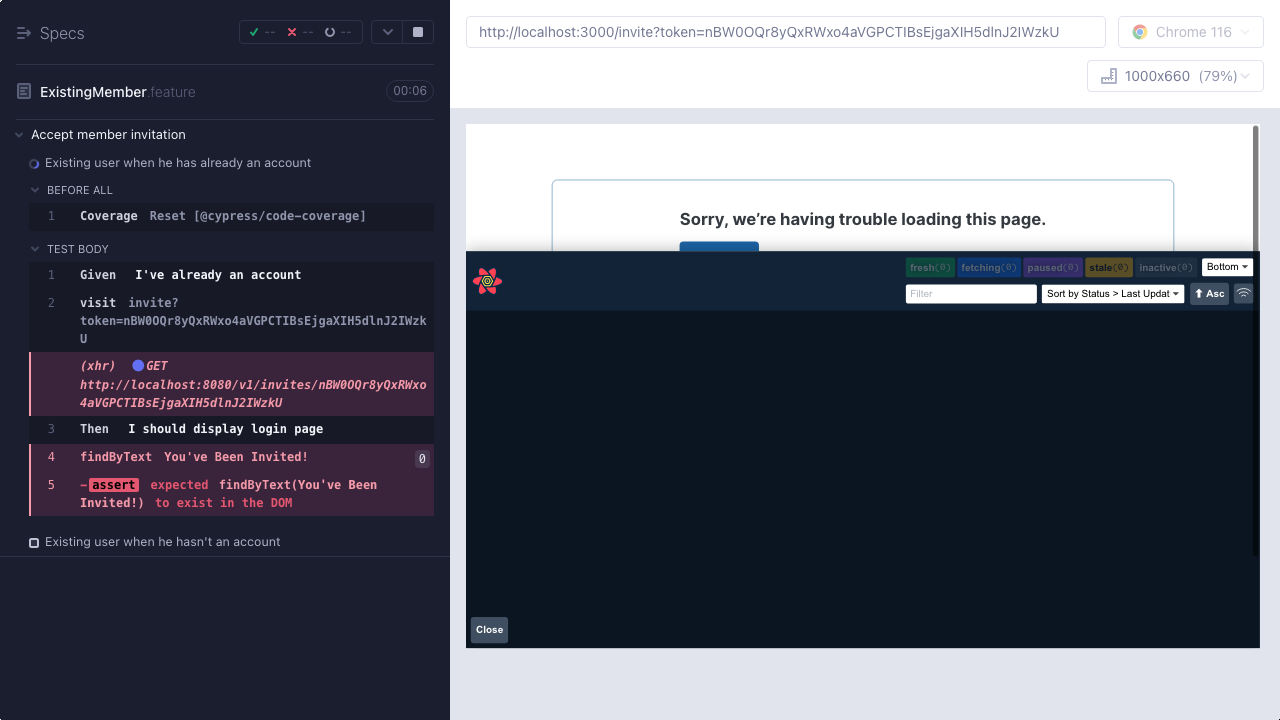 Specs
-- -- --
ExistingMember.feature
00:06
Accept member invitation
Existing user when he has already an account
BEFORE ALL
1 Coverage Reset [@cypress/code-coverage]
TEST BODY
1 Given I've already an account
2 visit invite?
token=nBW0OQr8yQxRWxo4aVGPCTIBsEjgaXIH5dlnJ2IWzk
U
(xhr) GET
http://localhost:8080/v1/invites/nBW0OQr8yQxRWxo
4aVGPCTIBsEjgaXIH5dlnJ2IWzkU
3 Then I should display login page
4 findByText You've Been Invited!
0
5 -assert expected findByText(You've Been
Invited!) to exist in the DOM
Existing user when he hasn't an account
http://localhost:3000/invite?token=nBW0OQr8yQxRWxo4aVGPCTIBsEjgaXIH5dlnJ2IWzkU
Chrome 116
1000x660 (79%)
Sorry, we’re having trouble loading this page.
fresh(0) fetching(0) paused(0) stale(0) inactive(0) Bottom
Filter
Sort by Status > Last Updat
Asc
Close